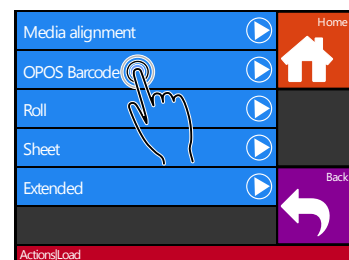 Media alignment
Home
OPOS Barcode
Roll
Sheet
Extended
Back
Actions|Load